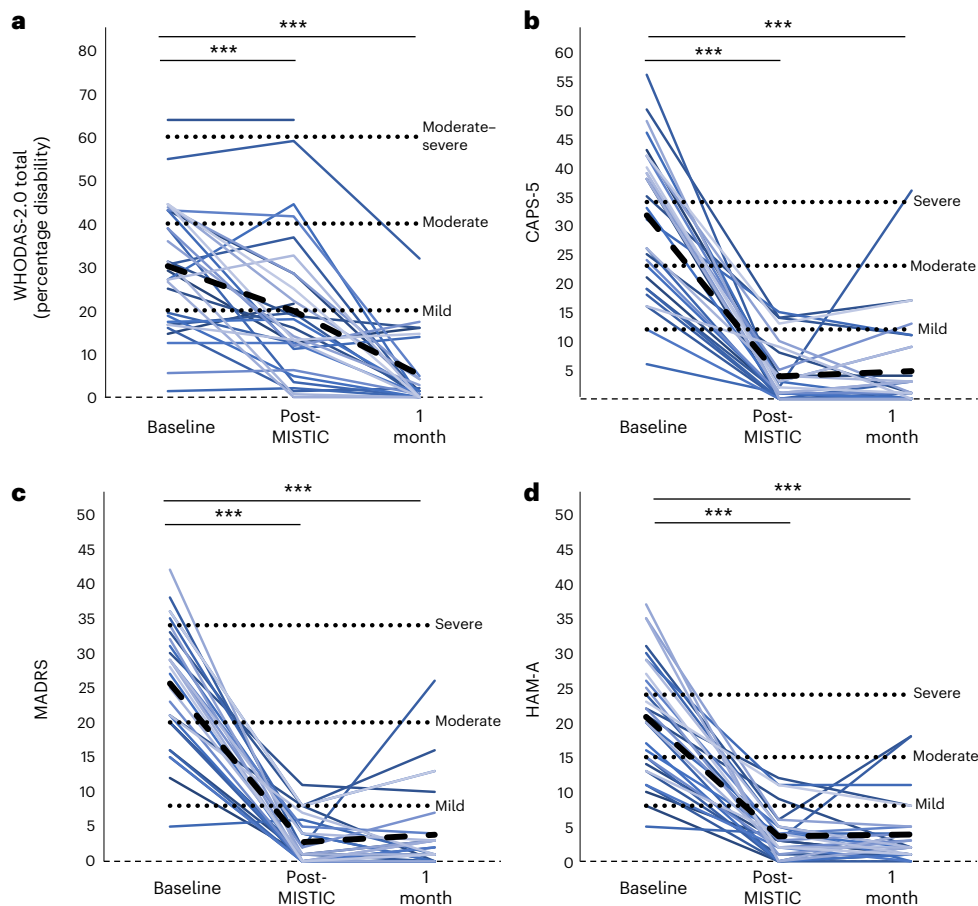 a
***
***
WHODAS-2.0 total
(percentage disability)
80
70
60
50
40
30
20
10
0
Moderate–
severe
Moderate
Mild
Baseline
Post-
MISTIC
1
month
b
***
***
CAPS-5
60
55
50
45
40
35
30
25
20
15
10
5
Severe
Moderate
Mild
Baseline
Post-
MISTIC
1
month
c
***
***
MADRS
50
45
40
35
30
25
20
15
10
5
0
Severe
Moderate
Mild
Baseline
Post-
MISTIC
1
month
d
***
***
HAM-A
50
45
40
35
30
25
20
15
10
5
0
Severe
Moderate
Mild
Baseline
Post-
MISTIC
1
month